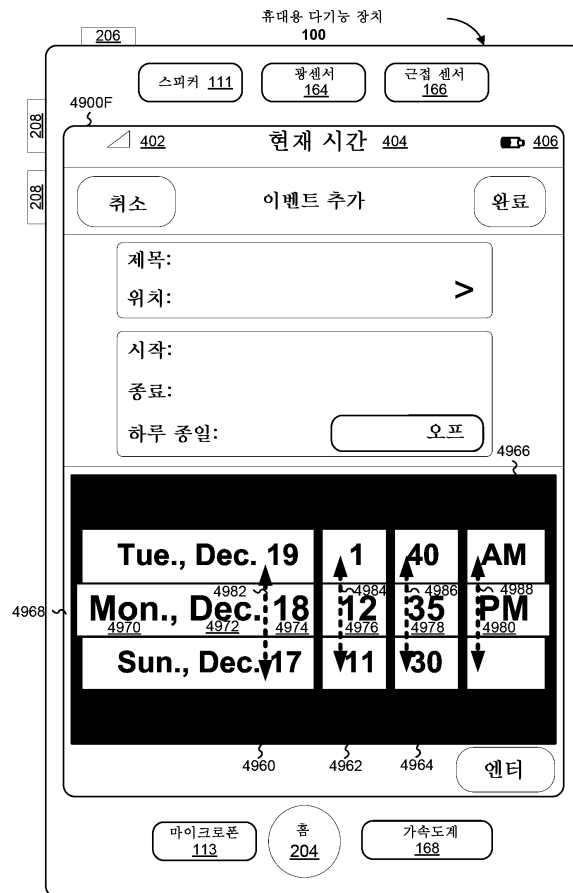 휴대용 다기능 장치
100
206
스피커 111
광센서
164
근접 센서
166
4900F
208
208
402
현재 시간 404
406
취소
이벤트 추가
완료
제목:
위치:
>
시작:
종료:
하루 종일:
오프
4966
Tue., Dec. 19 1 40 AM
4982 4984 4986 4988
4968
Mon., Dec. 18 12 35 PM
4970 4972 4974 4976 4978 4980
Sun., Dec. 17 11 30
4960 4962 4964
엔터
마이크로폰
113
홈
204
가속도계
168